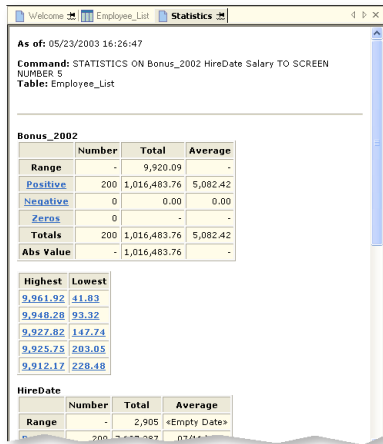 Welcome Employee_List Statistics
As of: 05/23/2003 16:26:47
Command: STATISTICS ON Bonus_2002 HireDate Salary TO SCREEN
NUMBER 5
Table: Employee_List
Bonus_2002
Number Total Average
Range - 9,920.09 -
Positive 200 1,016,483.76 5,082.42
Negative 0 0.00 0.00
Zeros 0 - -
Totals 200 1,016,483.76 5,082.42
Abs Value - 1,016,483.76 -
Highest Lowest
9,961.92 41.83
9,948.28 93.32
9,927.82 147.74
9,925.75 203.05
9,912.17 228.48
HireDate
Number Total Average
Range - 2,905 «Empty Date»
200